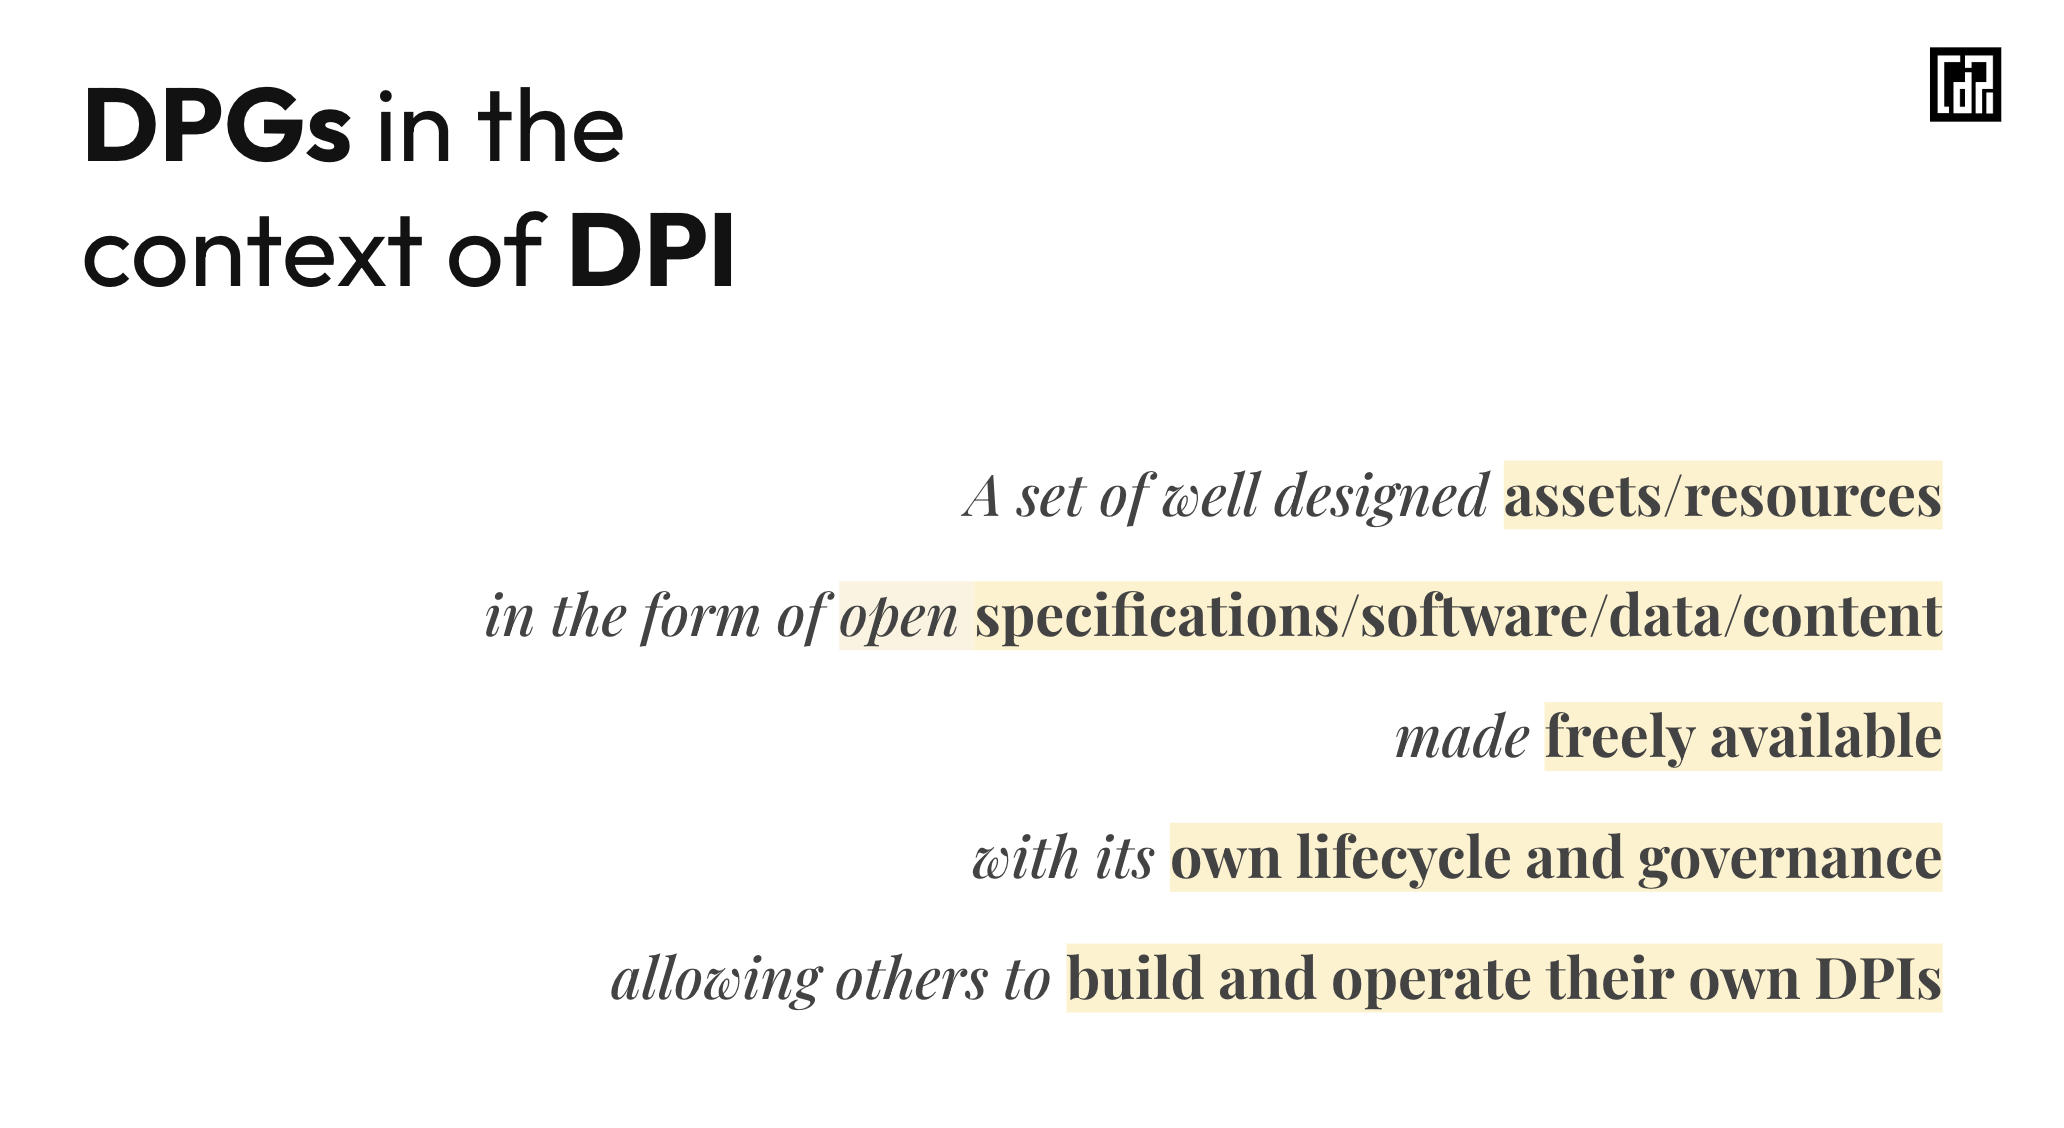 DPGs in the
context of DPI
cdpi
A set of well designed assets/resources
in the form of open specifications/software/data/content
made freely available
with its own lifecycle and governance
allowing others to build and operate their own DPIs